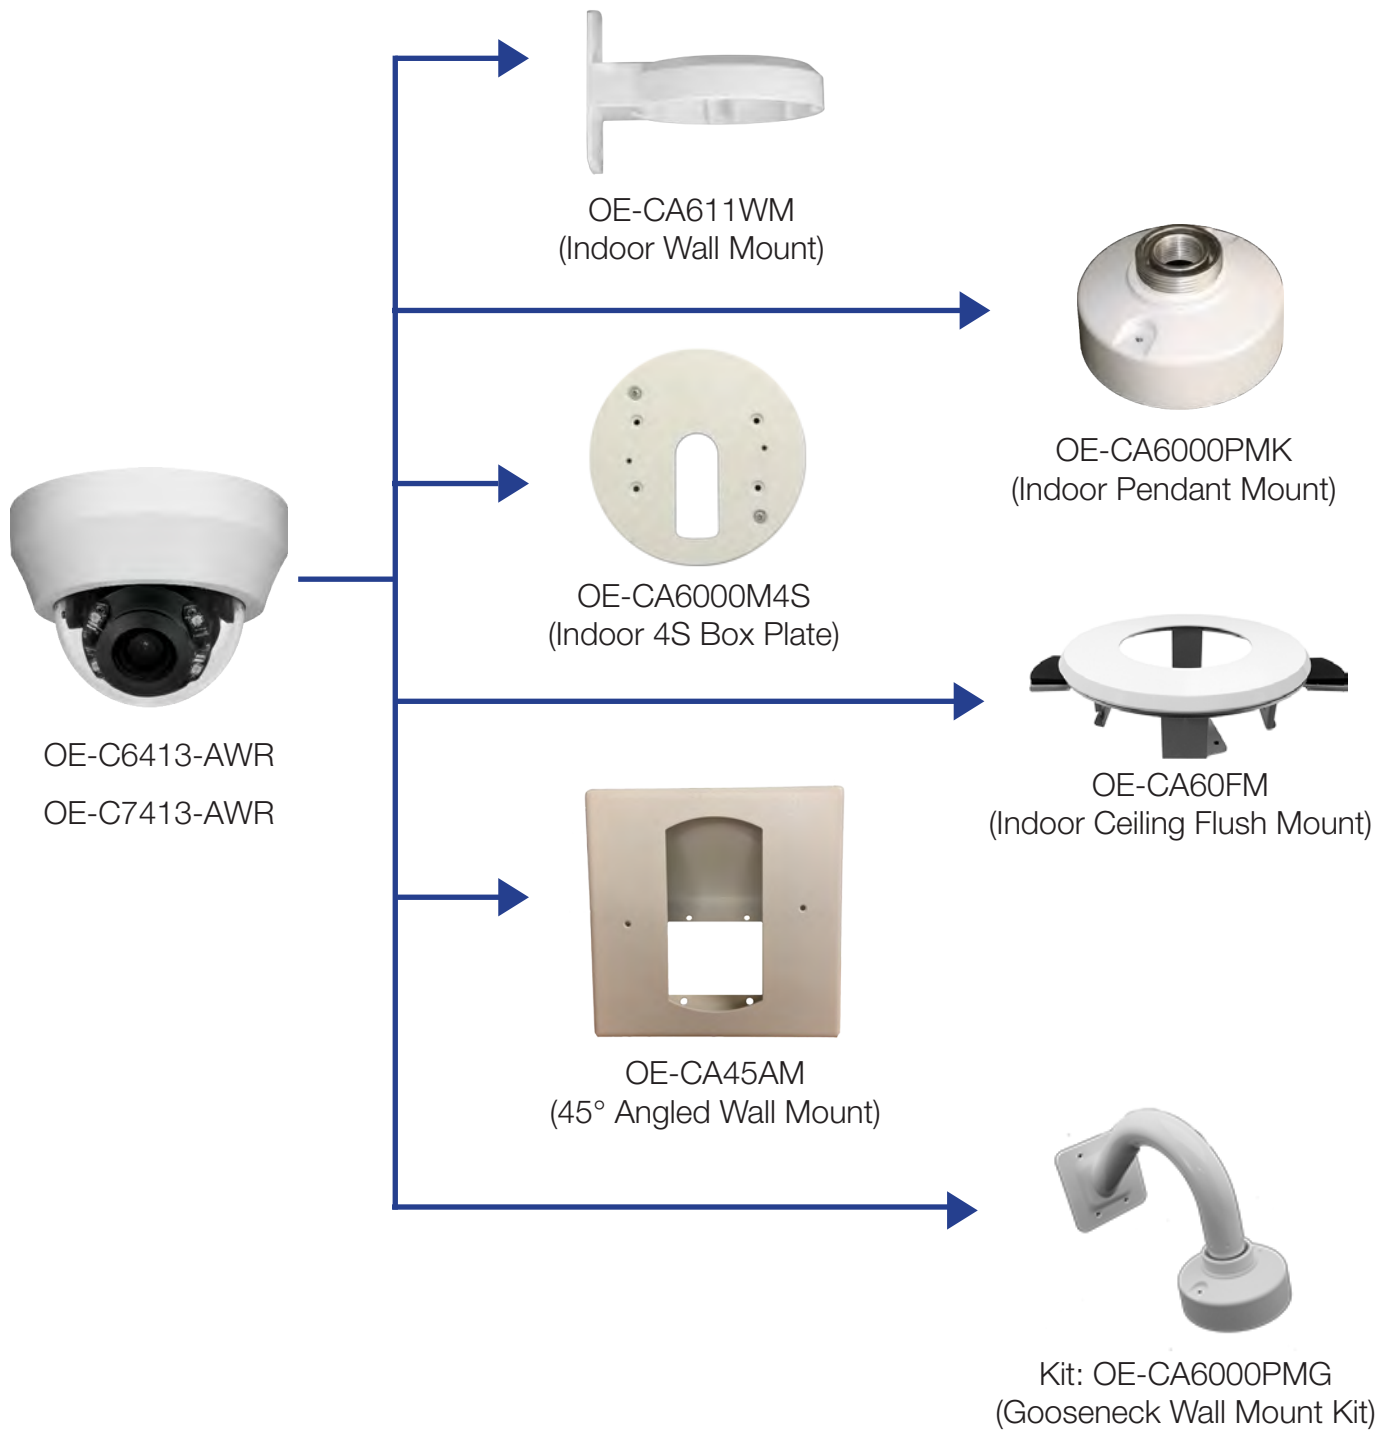 OE-CA611WM
(Indoor Wall Mount)
OE-CA6000PMK
(Indoor Pendant Mount)
OE-CA6000M4S
(Indoor 4S Box Plate)
OE-C6413-AWR
OE-C7413-AWR
OE-CA60FM
(Indoor Ceiling Flush Mount)
OE-CA45AM
(45° Angled Wall Mount)
Kit: OE-CA6000PMG
(Gooseneck Wall Mount Kit)